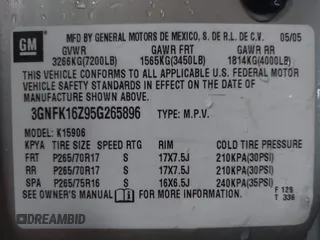 GM
MFD BY GENERAL MOTORS DE MEXICO, S. DE R.L. DE C.V. 05/05
GVWR GAWR FRT GAWR RR
3266KG(7200LB) 1565KG(3450LB) 1814KG(4000LB)
THIS VEHICLE CONFORMS TO ALL APPLICABLE U.S. FEDERAL MOTOR
VEHICLE SAFETY STANDARDS IN EFFECT ON THE DATE OF
MANUFACTURE SHOWN ABOVE.
3GNFK16Z95G265896 TYPE: M.P.V.
MODEL: K15906
KPYA TIRE SIZE SPEED RTG RIM COLD TIRE PRESSURE
FRT P265/70R17 S 17X7.5J 210KPA(30PSI)
RR P265/70R17 S 17X7.5J 210KPA(30PSI)
SPA P265/75R16 S 16X6.5J 240KPA(35PSI)
SEE OWNER'S MANUAL FOR ADDITIONAL INFORMATION. F 129
T 336
DREAMBID